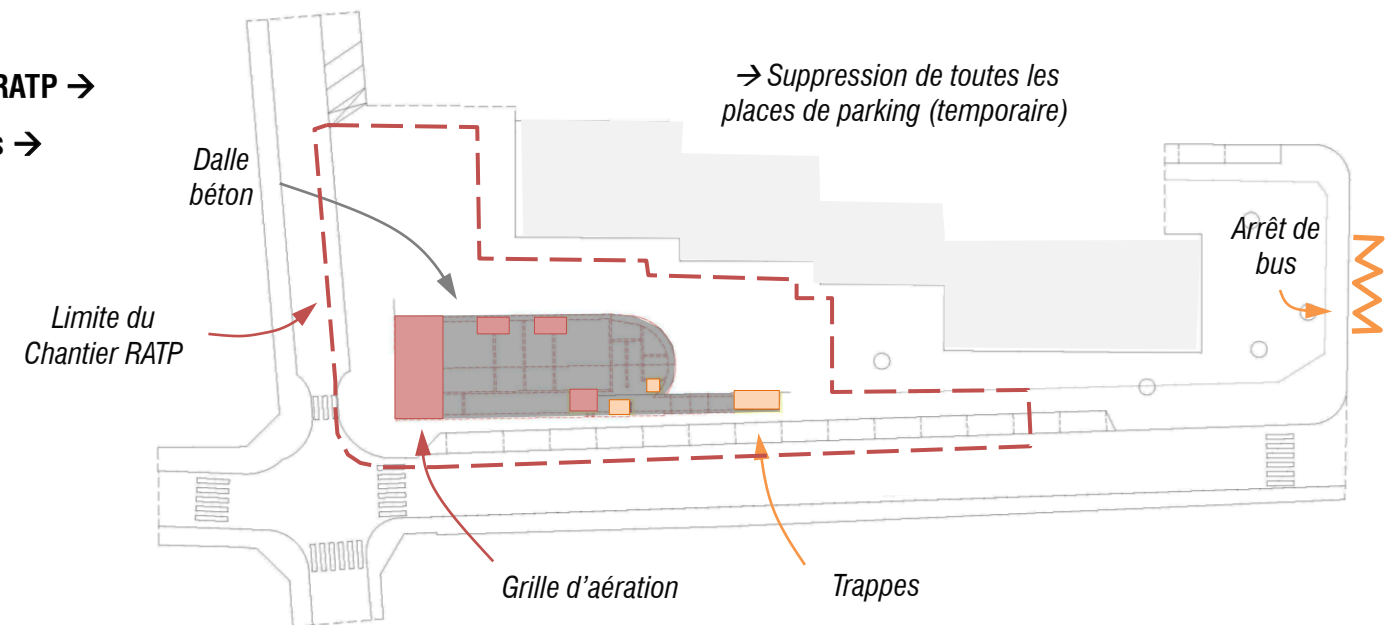 RATP →
s →
→ Suppression de toutes les
places de parking (temporaire)
Dalle
béton
Arrêt de
bus
Limite du
Chantier RATP
Grille d’aération
Trappes